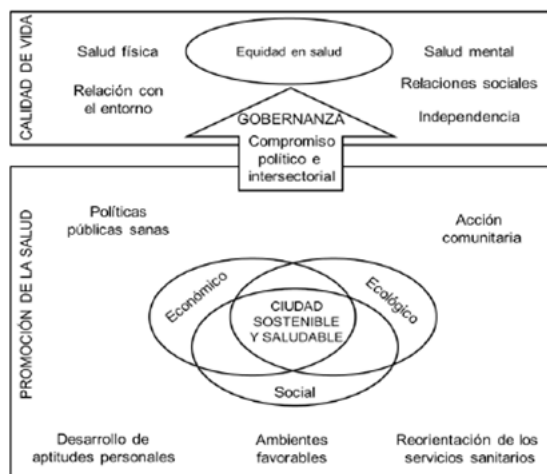 CALIDAD DE VIDA
Salud física
Equidad en salud
Salud mental
Relación con
el entorno
Relaciones sociales
Independencia
GOBERNANZA
Compromiso
político e
intersectorial
PROMOCIÓN DE LA SALUD
Políticas
públicas sanas
Acción
comunitaria
Económico
Ecológico
CIUDAD
SOSTENIBLE
Y SALUDABLE
Social
Desarrollo de
aptitudes personales
Ambientes
favorables
Reorientación de los
servicios sanitarios